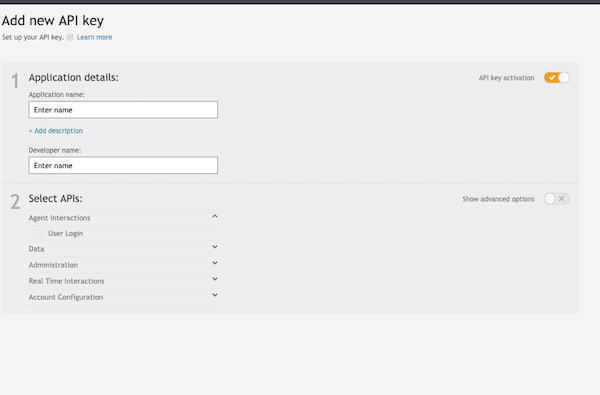 Add new API key
Set up your API key. Learn more
1 Application details: API key activation
Application name:
Enter name
+ Add description
Developer name:
Enter name
2 Select APIs: Show advanced options
Agent Interactions
User Login
Data
Administration
Real Time Interactions
Account Configuration